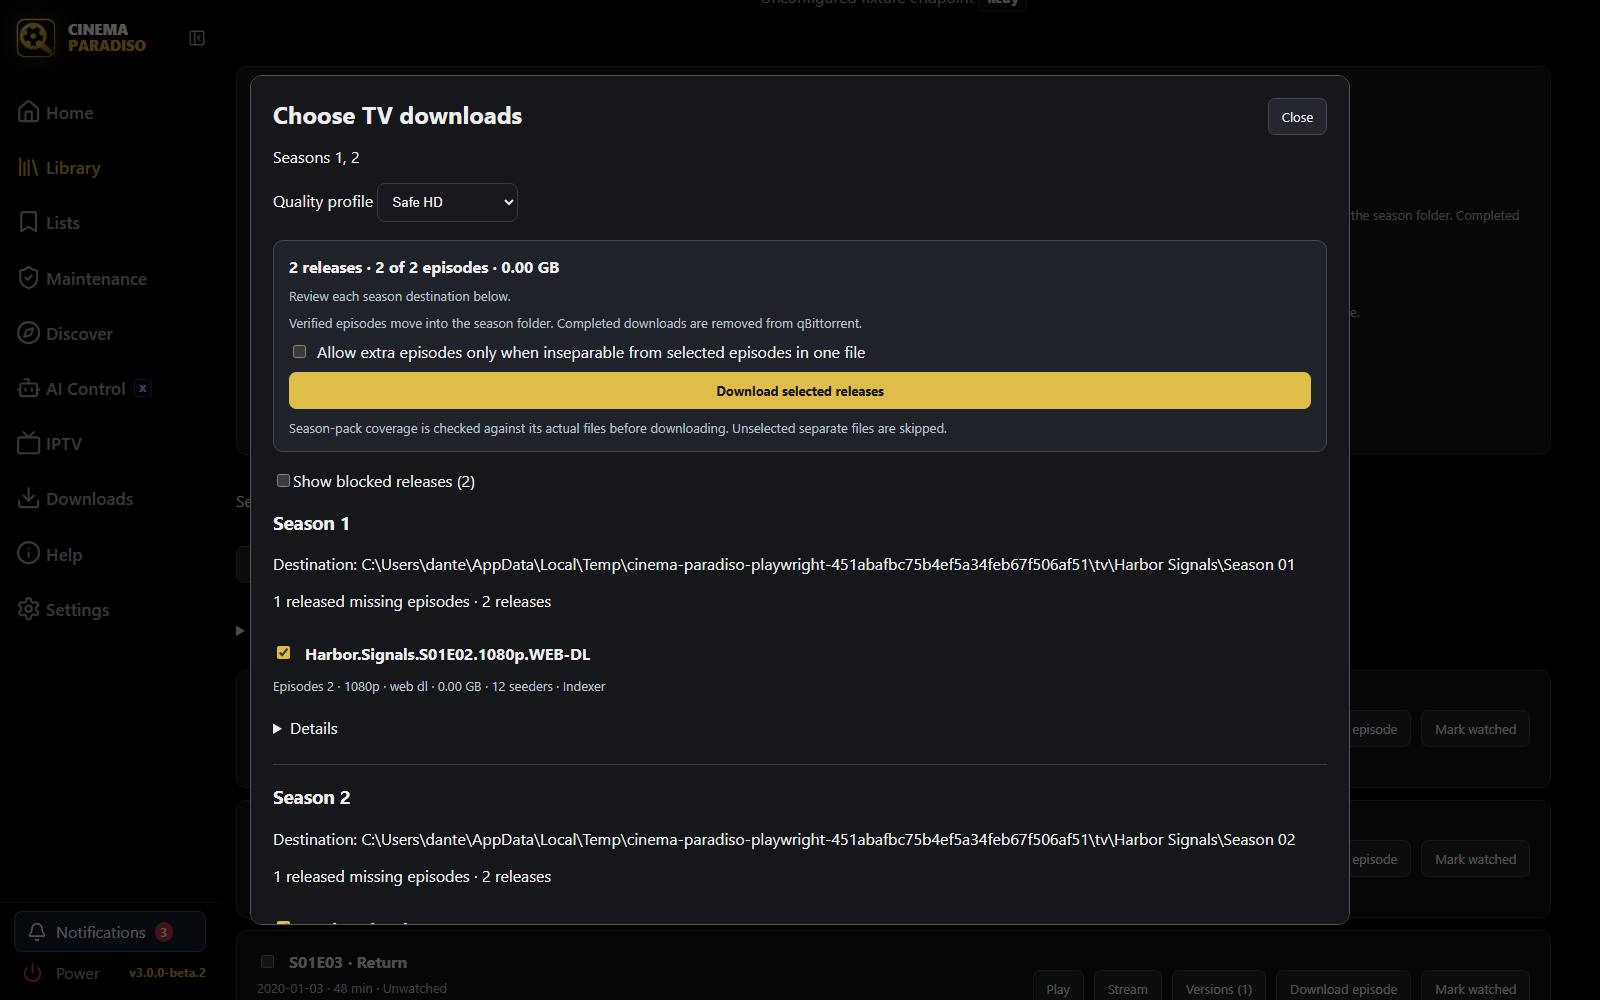 Unconfigured fixture endpoint Retry
CINEMA
PARADISO
Home
Library
Lists
Maintenance
Discover
AI Control x
IPTV
Downloads
Help
Settings
Notifications 3
Power v3.0.0-beta.2
Choose TV downloads
Close
Seasons 1, 2
Quality profile Safe HD
2 releases · 2 of 2 episodes · 0.00 GB
Review each season destination below.
Verified episodes move into the season folder. Completed downloads are removed from qBittorrent.
Allow extra episodes only when inseparable from selected episodes in one file
Download selected releases
Season-pack coverage is checked against its actual files before downloading. Unselected separate files are skipped.
Show blocked releases (2)
Season 1
Destination: C:\Users\dante\AppData\Local\Temp\cinema-paradiso-playwright-451abafbc75b4ef5a34feb67f506af51\tv\Harbor Signals\Season 01
1 released missing episodes · 2 releases
Harbor.Signals.S01E02.1080p.WEB-DL
Episodes 2 · 1080p · web dl · 0.00 GB · 12 seeders · Indexer
Details
Season 2
Destination: C:\Users\dante\AppData\Local\Temp\cinema-paradiso-playwright-451abafbc75b4ef5a34feb67f506af51\tv\Harbor Signals\Season 02
1 released missing episodes · 2 releases
the season folder. Completed
e.
Se
episode Mark watched
episode Mark watched
S01E03 · Return
2020-01-03 · 48 min · Unwatched
Play Stream Versions (1) Download episode Mark watched